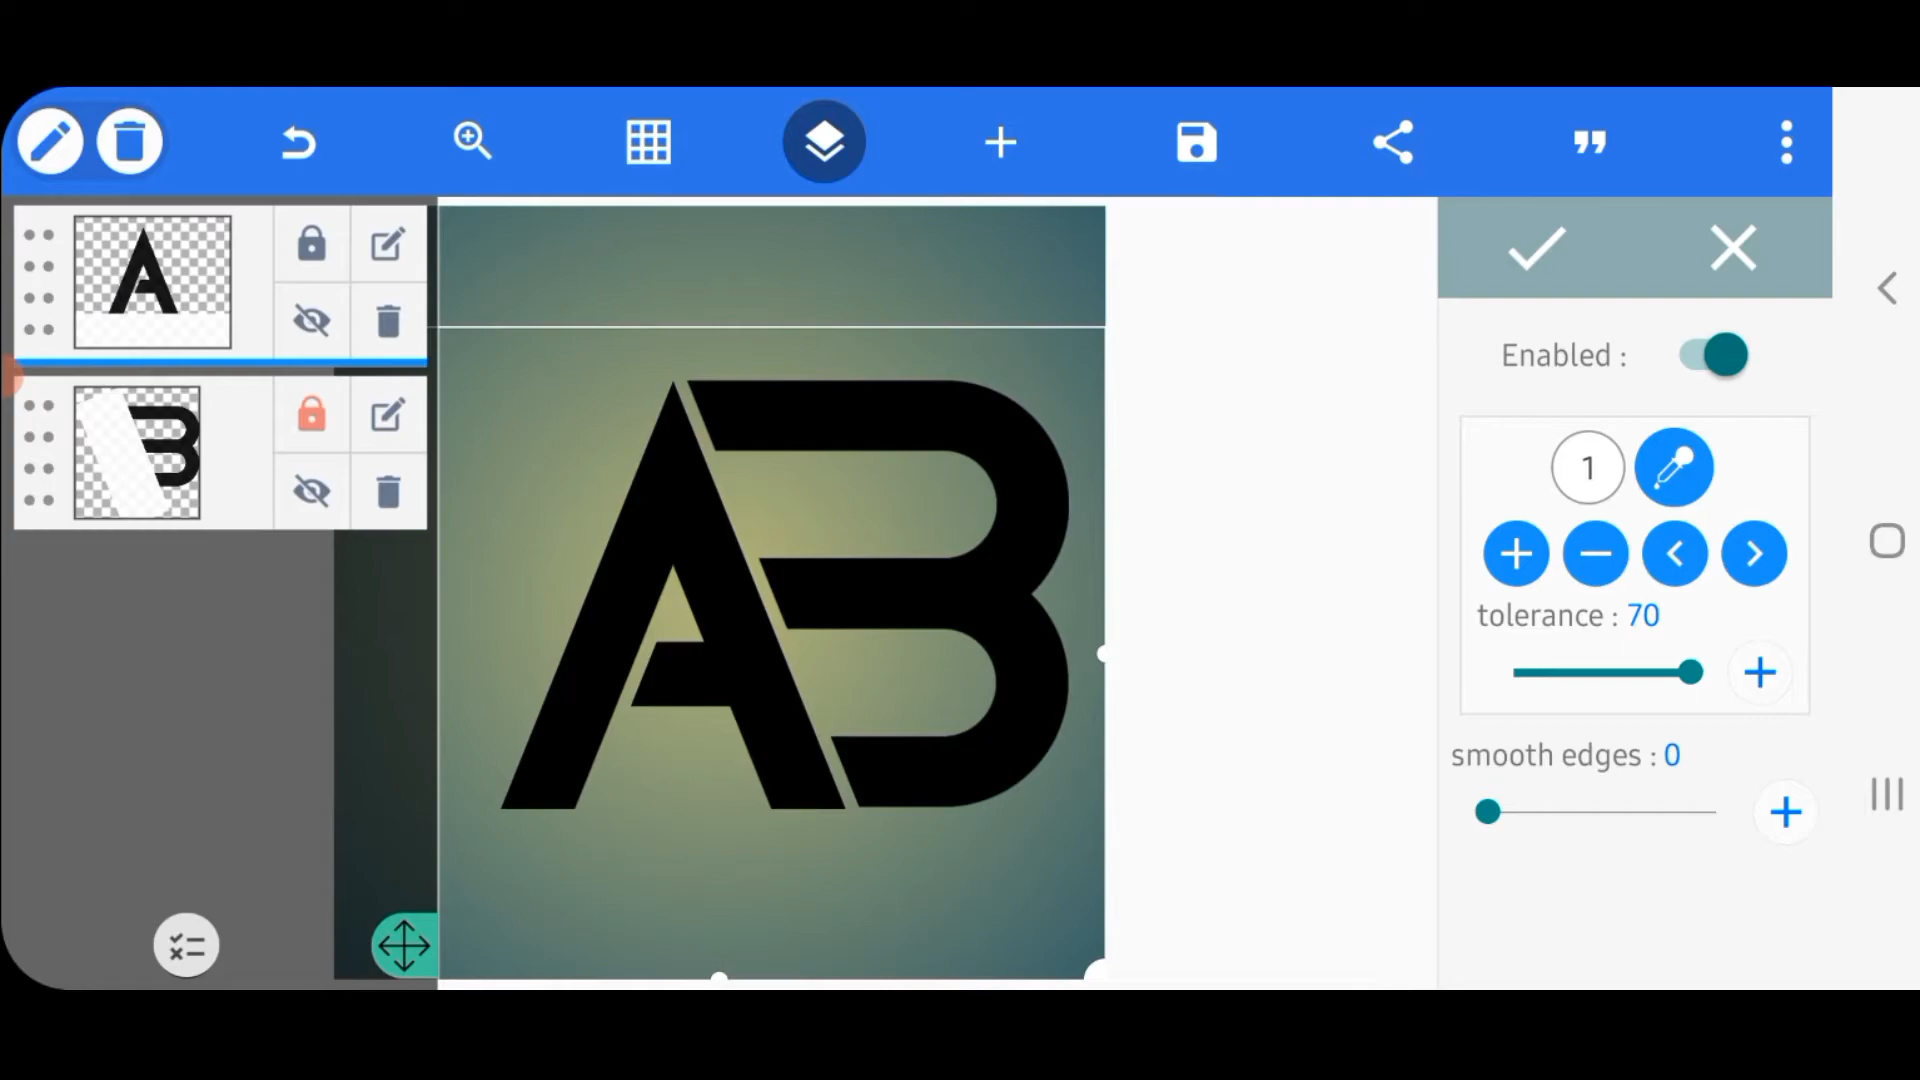 A
B
AB
Enabled :
1
tolerance : 70
smooth edges : 0